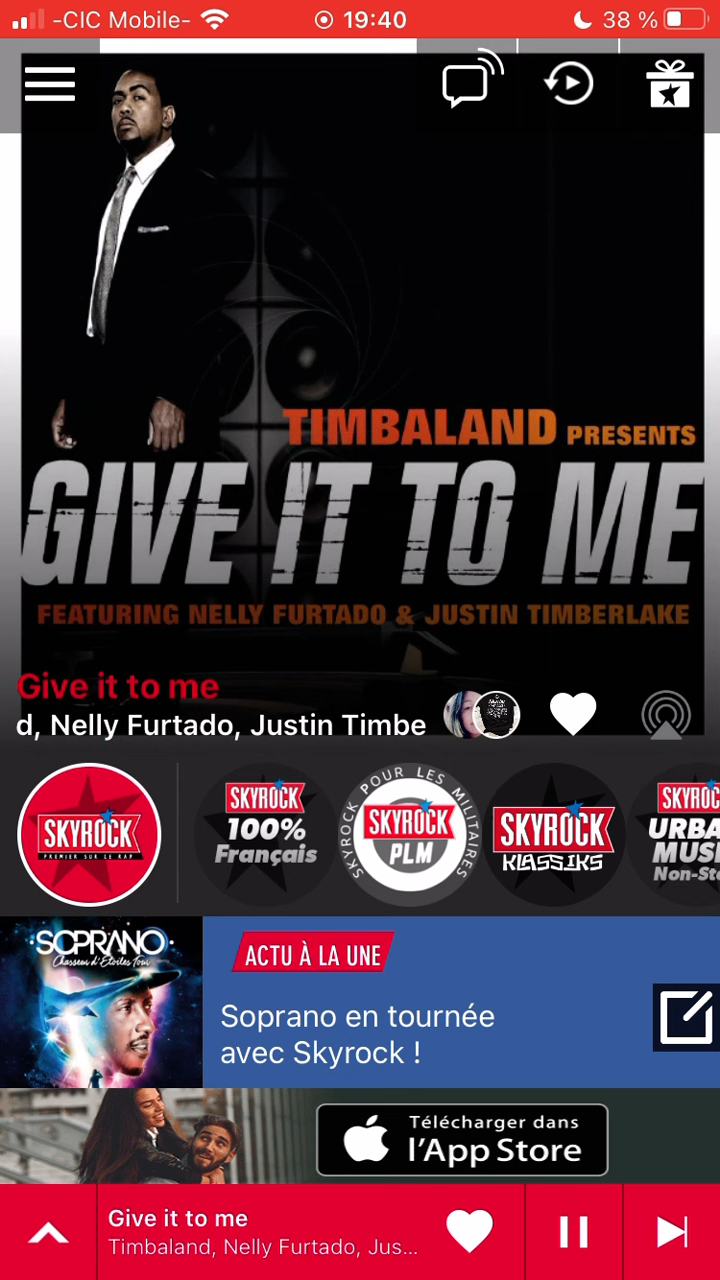 -CIC Mobile- 19:40 38 %
TIMBALAND PRESENTS
GIVE IT TO ME
FEATURING NELLY FURTADO & JUSTIN TIMBERLAKE
Give it to me
d, Nelly Furtado, Justin Timbe
SKYROCK
PREMIER SUR LE RAP
SKYROCK
100%
Français
SKYROCK POUR LES MILITAIRES
SKYROCK
PLM
SKYROCK
KLASSIKS
SKYROC
URBA
MUSI
Non-Sto
·SOPRANO·
Chasseur d'Étoiles Tour
ACTU À LA UNE
Soprano en tournée
avec Skyrock !
Télécharger dans
l'App Store
Give it to me
Timbaland, Nelly Furtado, Jus...